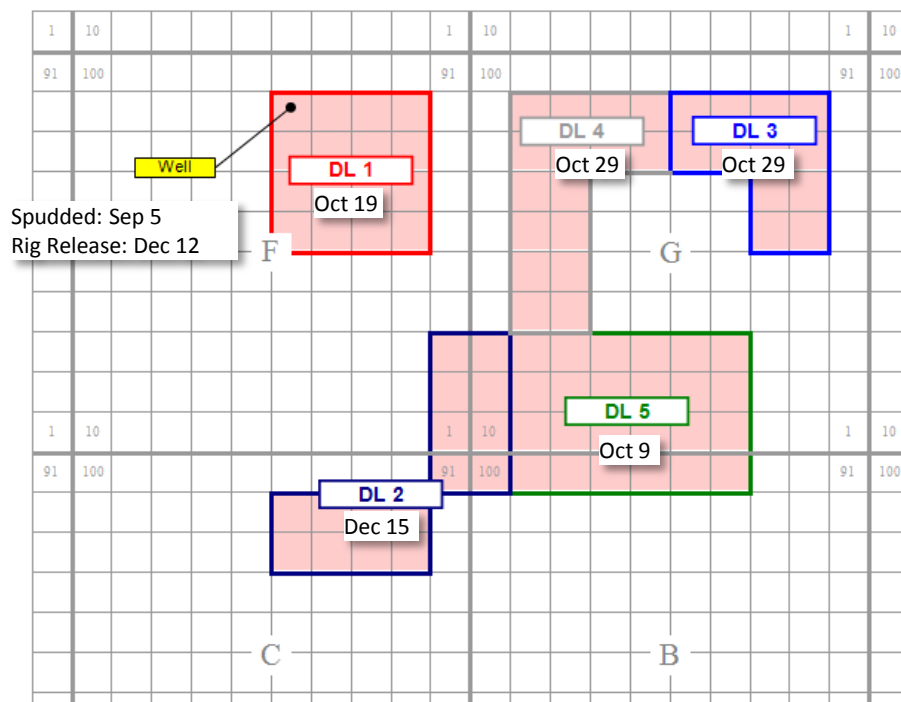 1 10 1 10 1 10
91 100 91 100 91 100
DL 4 DL 3
Well
DL 1
Oct 29 Oct 29
Oct 19
Spudded: Sep 5
Rig Release: Dec 12
F G
DL 5
1 10 1 10 1 10
Oct 9
91 100 91 100 91 100
DL 2
Dec 15
C B